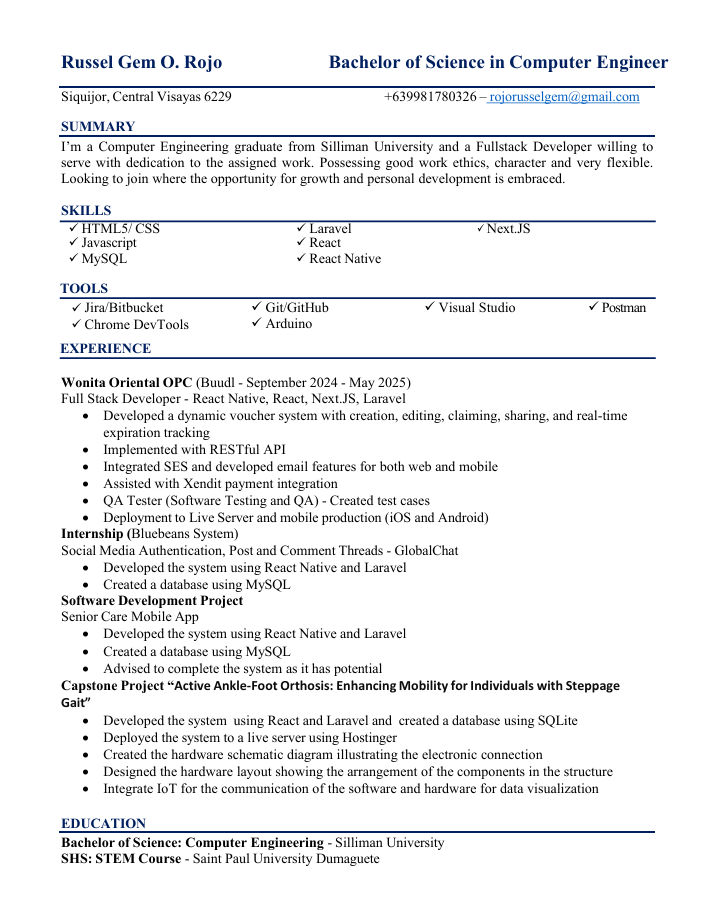 Russel Gem O. Rojo Bachelor of Science in Computer Engineer
Siquijor, Central Visayas 6229 +639981780326 – rojorusselgem@gmail.com
SUMMARY
I'm a Computer Engineering graduate from Silliman University and a Fullstack Developer willing to
serve with dedication to the assigned work. Possessing good work ethics, character and very flexible.
Looking to join where the opportunity for growth and personal development is embraced.
SKILLS
✓ HTML5/ CSS ✓ Laravel ✓ Next.JS
✓ Javascript ✓ React
✓ MySQL ✓ React Native
TOOLS
✓ Jira/Bitbucket ✓ Git/GitHub ✓ Visual Studio ✓ Postman
✓ Chrome DevTools ✓ Arduino
EXPERIENCE
Wonita Oriental OPC (Buudl - September 2024 - May 2025)
Full Stack Developer - React Native, React, Next.JS, Laravel
• Developed a dynamic voucher system with creation, editing, claiming, sharing, and real-time
expiration tracking
• Implemented with RESTful API
• Integrated SES and developed email features for both web and mobile
• Assisted with Xendit payment integration
• QA Tester (Software Testing and QA) - Created test cases
• Deployment to Live Server and mobile production (iOS and Android)
Internship (Bluebeans System)
Social Media Authentication, Post and Comment Threads - GlobalChat
• Developed the system using React Native and Laravel
• Created a database using MySQL
Software Development Project
Senior Care Mobile App
• Developed the system using React Native and Laravel
• Created a database using MySQL
• Advised to complete the system as it has potential
Capstone Project “Active Ankle-Foot Orthosis: Enhancing Mobility for Individuals with Steppage
Gait”
• Developed the system using React and Laravel and created a database using SQLite
• Deployed the system to a live server using Hostinger
• Created the hardware schematic diagram illustrating the electronic connection
• Designed the hardware layout showing the arrangement of the components in the structure
• Integrate IoT for the communication of the software and hardware for data visualization
EDUCATION
Bachelor of Science: Computer Engineering - Silliman University
SHS: STEM Course - Saint Paul University Dumaguete